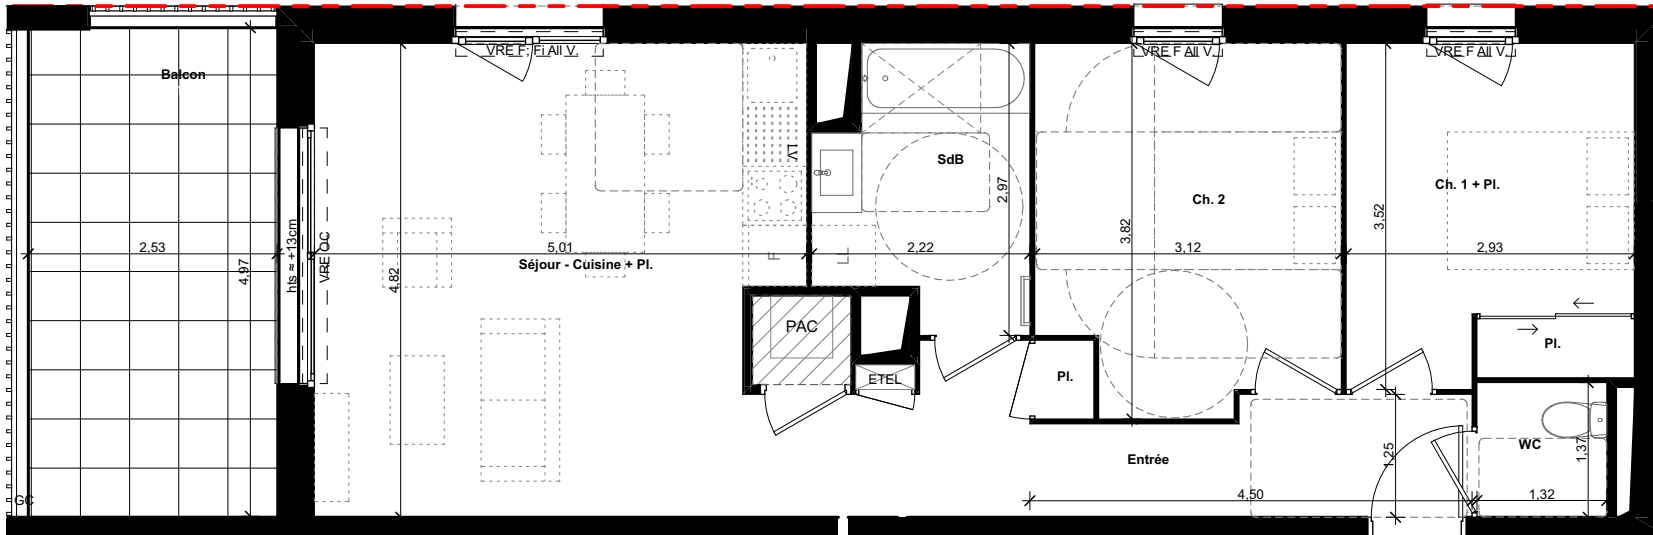 VRE F, Fi All V.
VRE F All V.
VRE F All V.
Balcon
LV
SdB
Ch. 2
Ch. 1 + Pl.
2,53
4,97
hts ≈ +13cm
VRE OC
4,82
5,01
Séjour - Cuisine + Pl.
F
LL
2,22
2,97
3,82
3,12
3,52
2,93
PAC
ETEL
Pl.
Pl.
Entrée
4,50
1,25
WC
1,37
1,32
GC